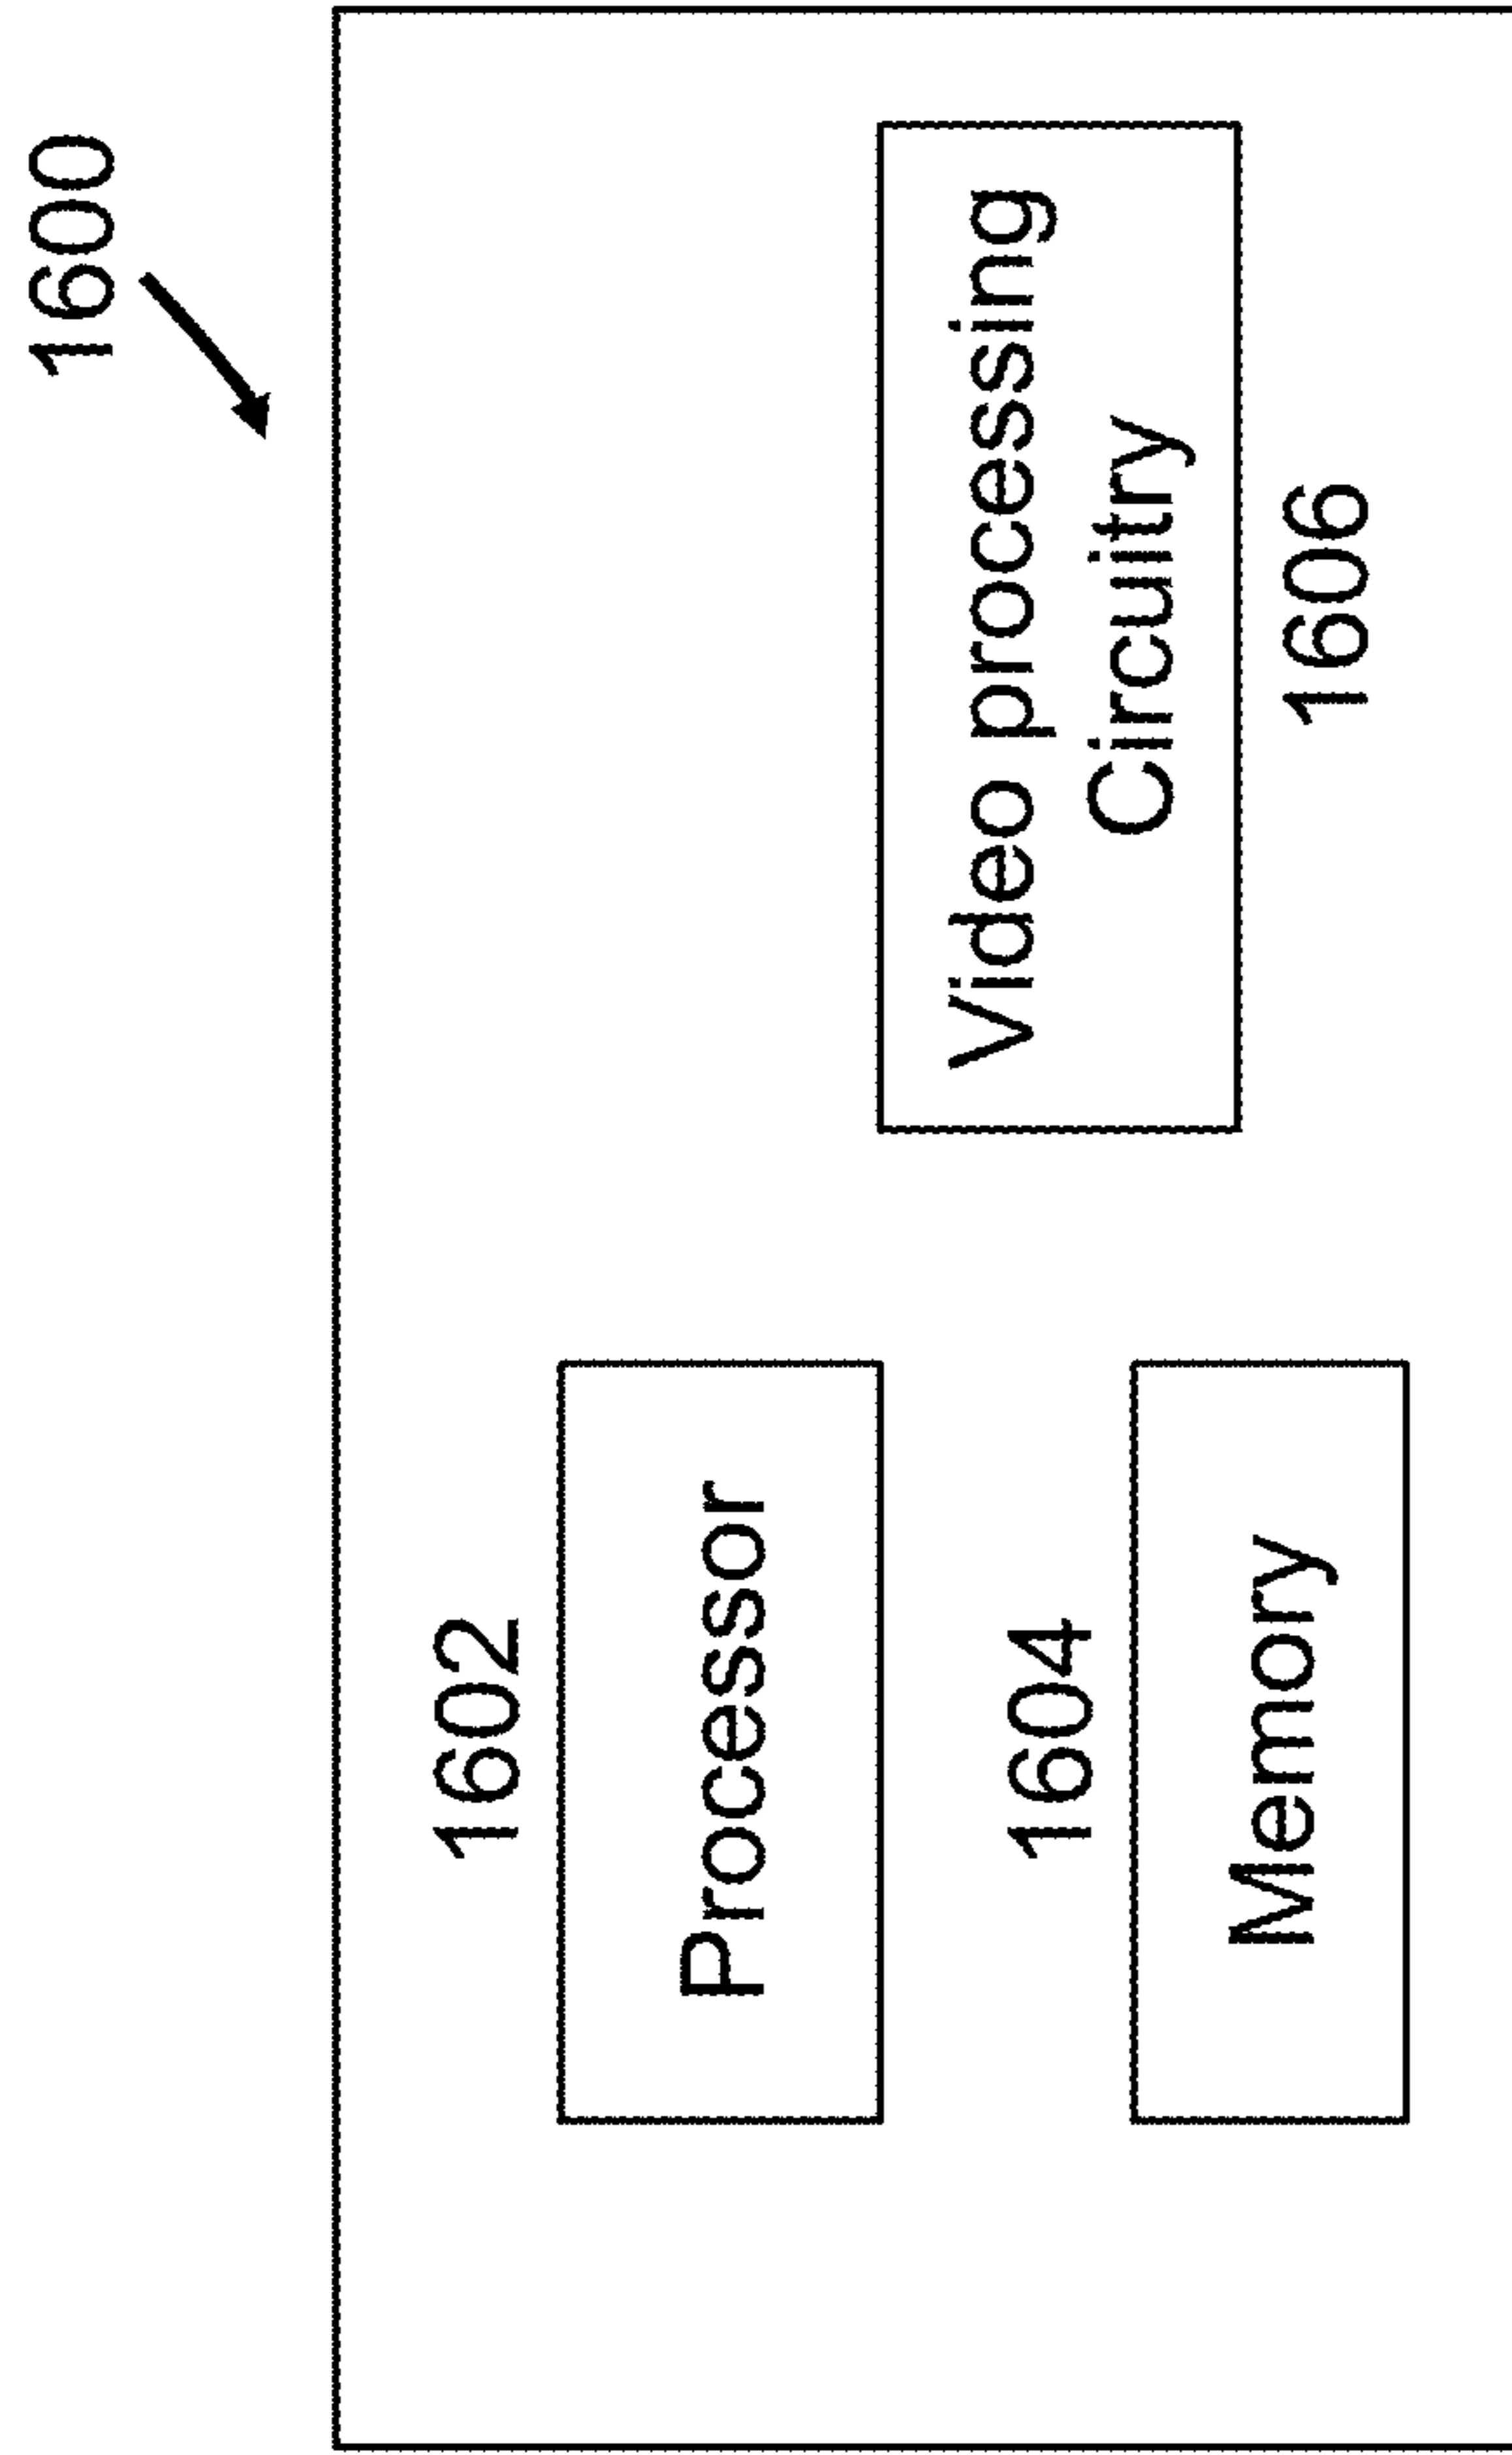 1600
1602
Processor
1604
Memory
Video processing
Circuitry
1606